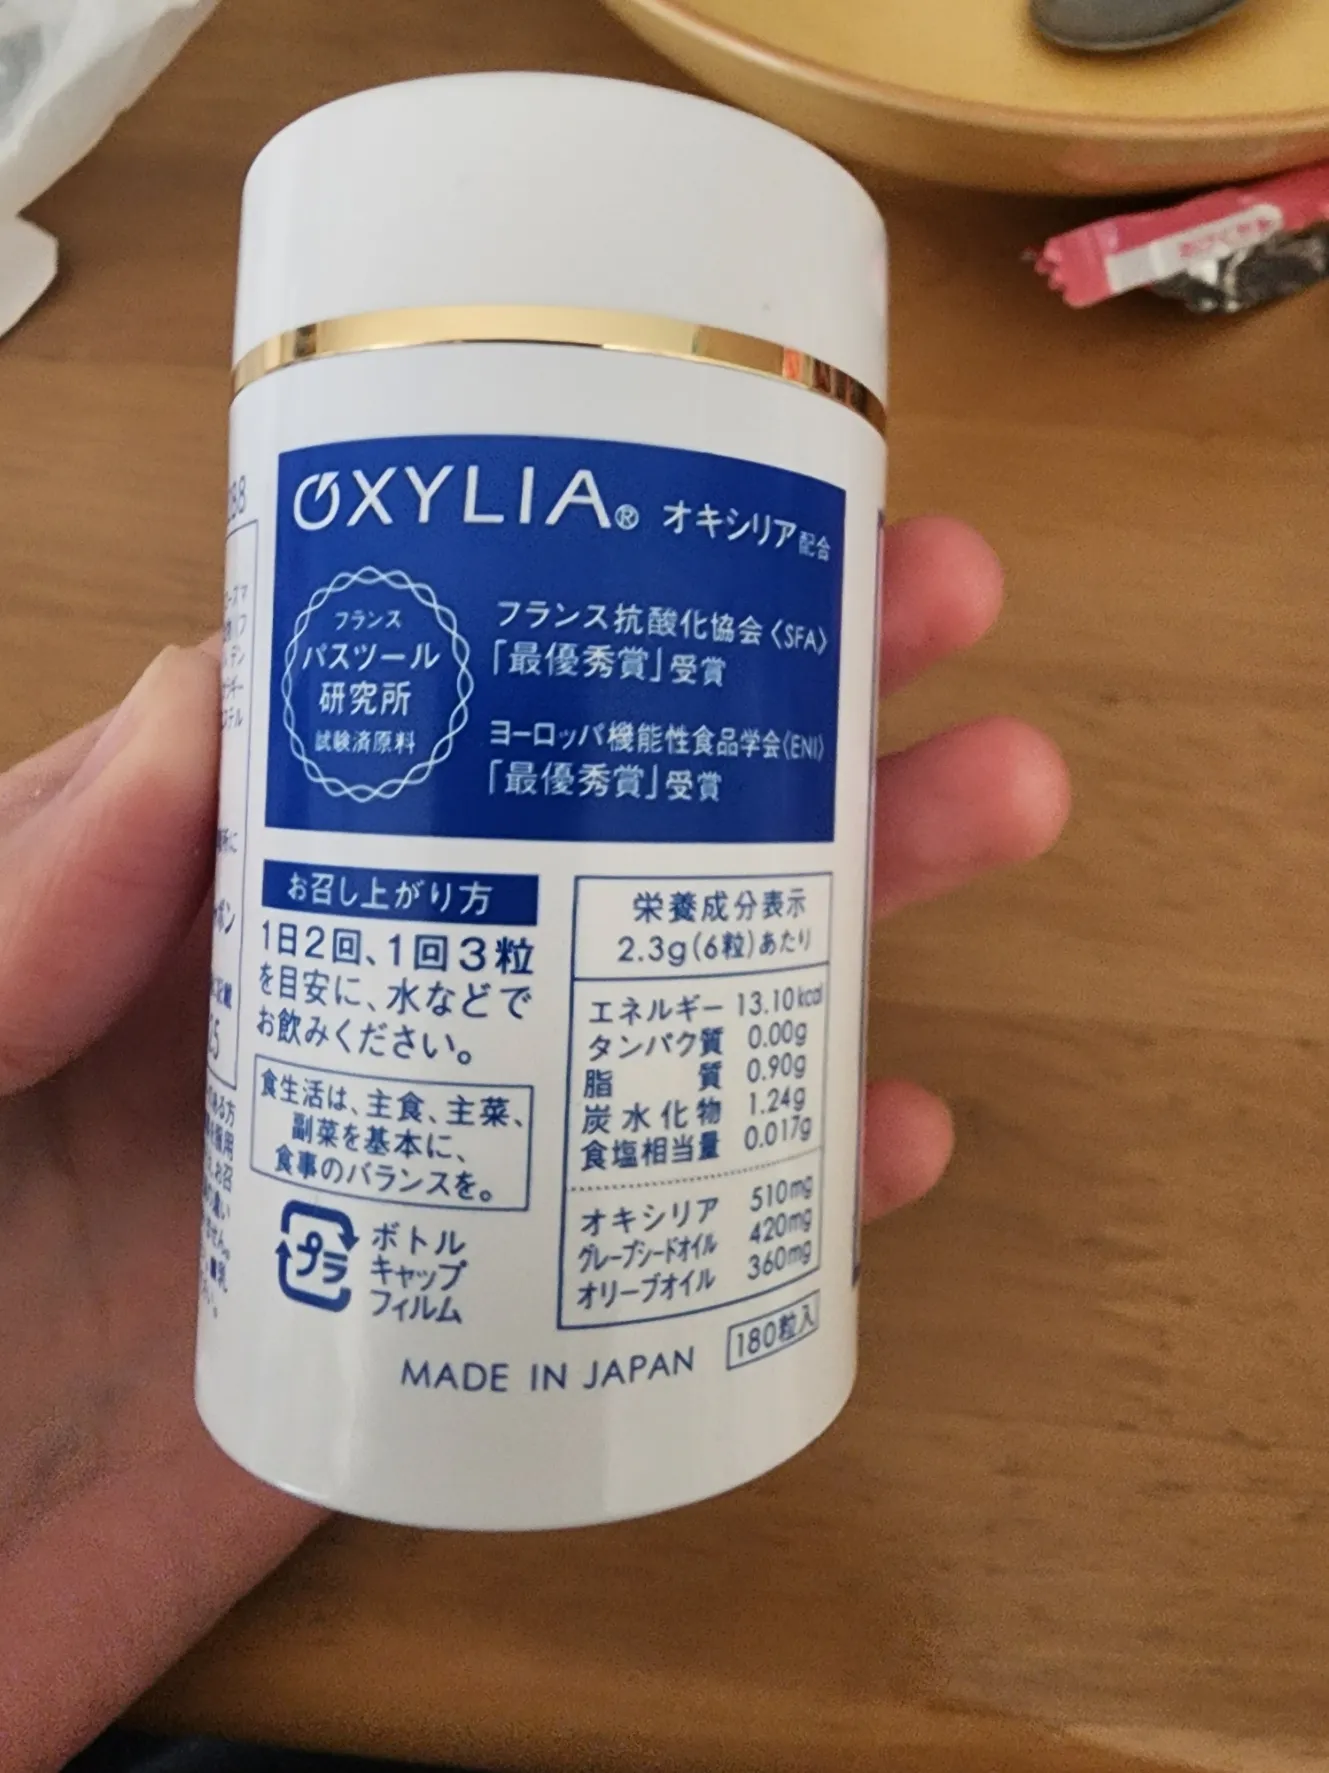 OXYLIA® オキシリア配合
フランス
パスツール
研究所
試験済原料
フランス抗酸化協会〈SFA〉
「最優秀賞」受賞
ヨーロッパ機能性食品学会〈ENI〉
「最優秀賞」受賞
お召し上がり方
1日2回、1回3粒
を目安に、水などで
お飲みください。
食生活は、主食、主菜、
副菜を基本に、
食事のバランスを。
プラ
ボトル
キャップ
フィルム
栄養成分表示
2.3g(6粒)あたり
エネルギー 13.10kcal
タンパク質 0.00g
脂質 0.90g
炭水化物 1.24g
食塩相当量 0.017g
オキシリア 510mg
グレープシードオイル 420mg
オリーブオイル 360mg
MADE IN JAPAN
180粒入